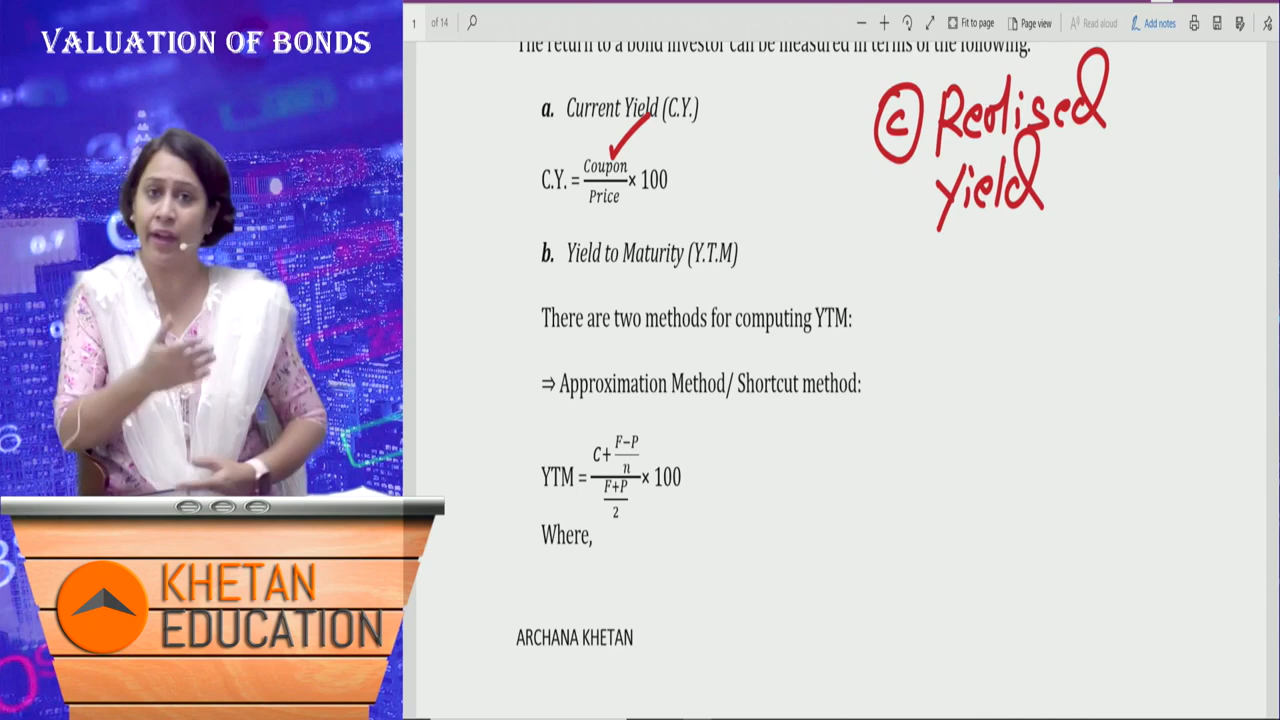 VALUATION OF BONDS
1 of 14
Fit to page
Page view
Read aloud
Add notes
The return to a bond investor can be measured in terms of the following.
a. Current Yield (C.Y.)
C.Y. = Coupon/Price × 100
b. Yield to Maturity (Y.T.M)
There are two methods for computing YTM:
⇒ Approximation Method/ Shortcut method:
YTM = (C + (F−P)/n) / ((F+P)/2) × 100
Where,
ARCHANA KHETAN
C Realised
Yield
KHETAN
EDUCATION